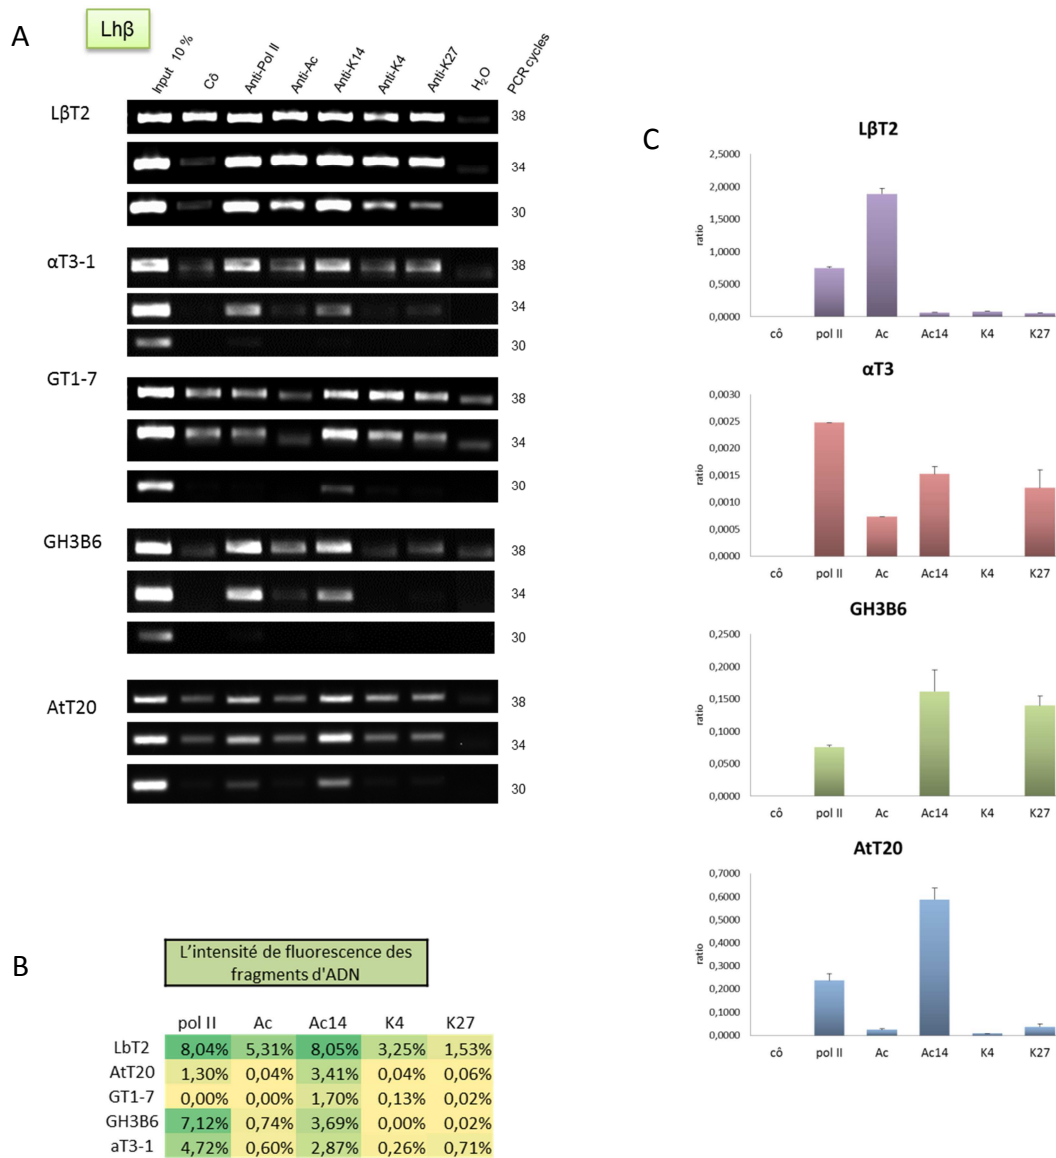 A
Lhβ
Input 10 % Cô Anti-Pol II Anti-Ac Anti-K14 Anti-K4 Anti-K27 H₂O PCR cycles
LβT2
38
34
30
αT3-1
38
34
30
GT1-7
38
34
30
GH3B6
38
34
30
AtT20
38
34
30
B
L'intensité de fluorescence des
fragments d'ADN
pol II Ac Ac14 K4 K27
LbT2 8,04% 5,31% 8,05% 3,25% 1,53%
AtT20 1,30% 0,04% 3,41% 0,04% 0,06%
GT1-7 0,00% 0,00% 1,70% 0,13% 0,02%
GH3B6 7,12% 0,74% 3,69% 0,00% 0,02%
aT3-1 4,72% 0,60% 2,87% 0,26% 0,71%
C
LβT2
ratio
2,5000
2,0000
1,5000
1,0000
0,5000
0,0000
cô pol II Ac Ac14 K4 K27
αT3
ratio
0,0030
0,0025
0,0020
0,0015
0,0010
0,0005
0,0000
cô pol II Ac Ac14 K4 K27
GH3B6
ratio
0,2500
0,2000
0,1500
0,1000
0,0500
0,0000
cô pol II Ac Ac14 K4 K27
AtT20
ratio
0,7000
0,6000
0,5000
0,4000
0,3000
0,2000
0,1000
0,0000
cô pol II Ac Ac14 K4 K27